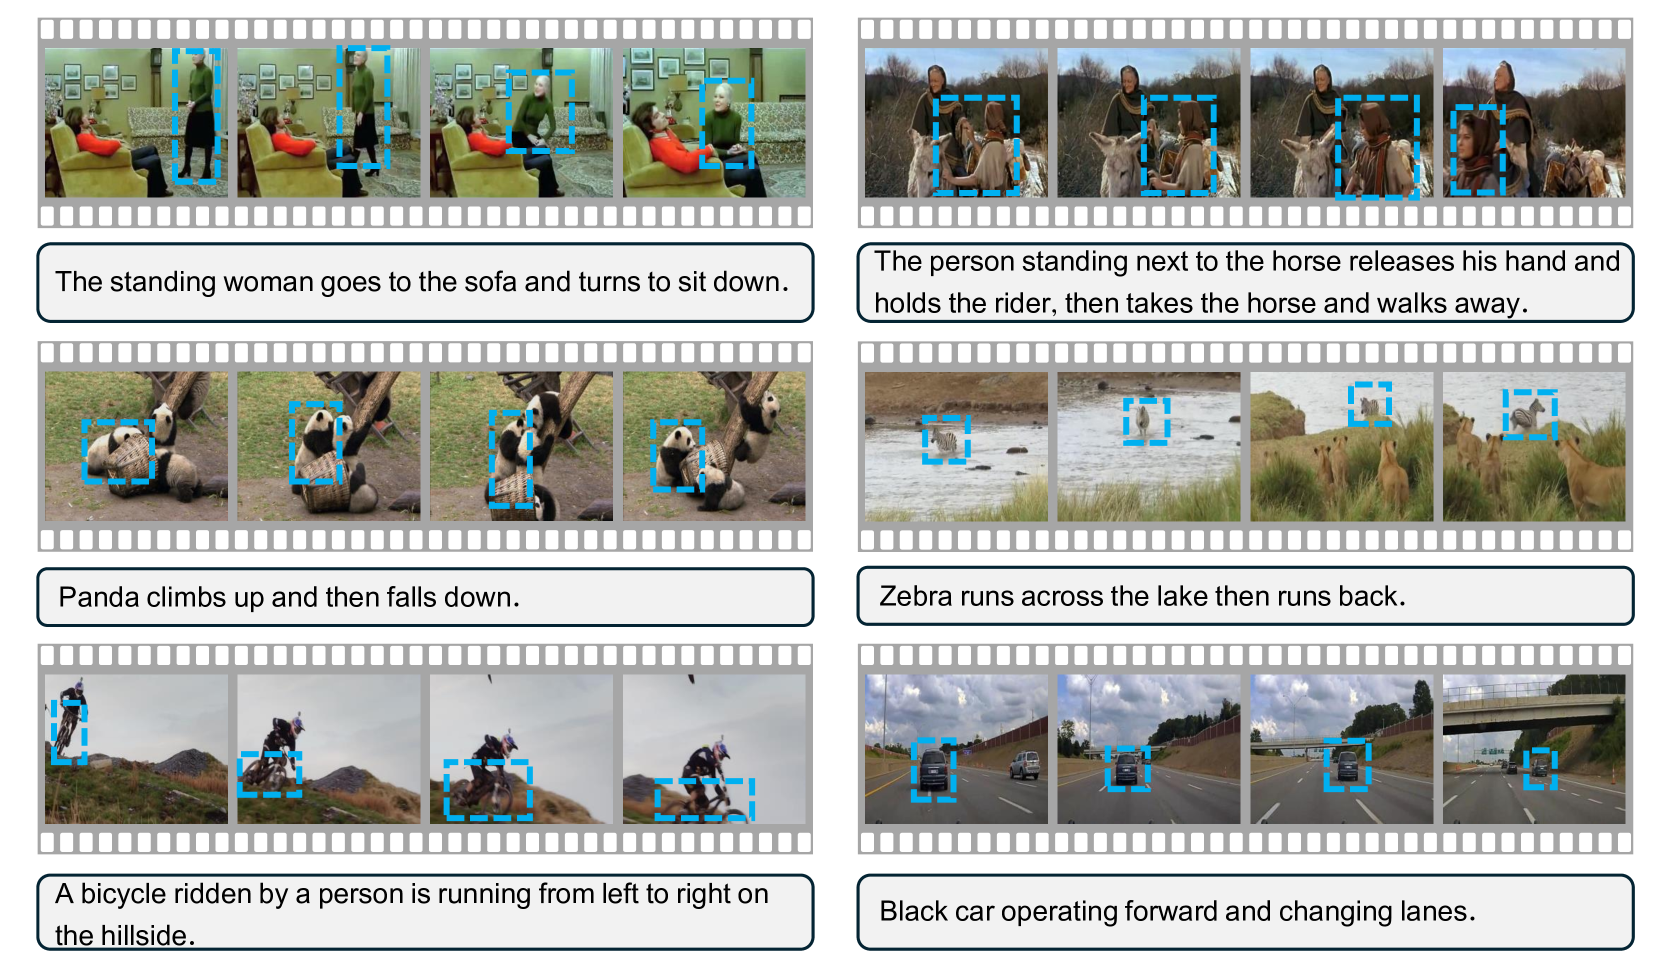 The standing woman goes to the sofa and turns to sit down.
The person standing next to the horse releases his hand and
holds the rider, then takes the horse and walks away.
Panda climbs up and then falls down.
Zebra runs across the lake then runs back.
A bicycle ridden by a person is running from left to right on
the hillside.
Black car operating forward and changing lanes.